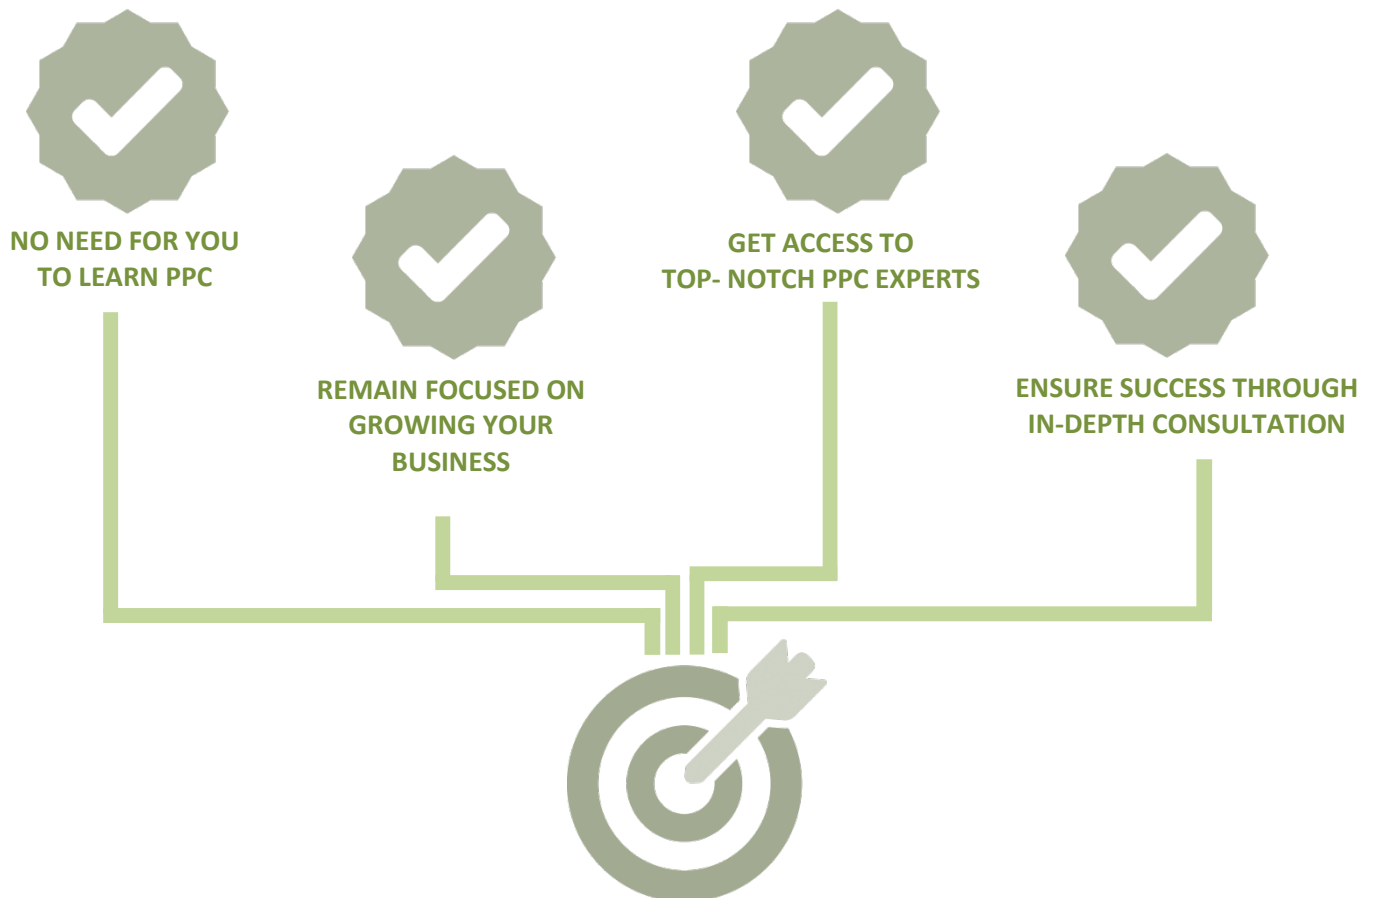 NO NEED FOR YOU
TO LEARN PPC
REMAIN FOCUSED ON
GROWING YOUR
BUSINESS
GET ACCESS TO
TOP- NOTCH PPC EXPERTS
ENSURE SUCCESS THROUGH
IN-DEPTH CONSULTATION